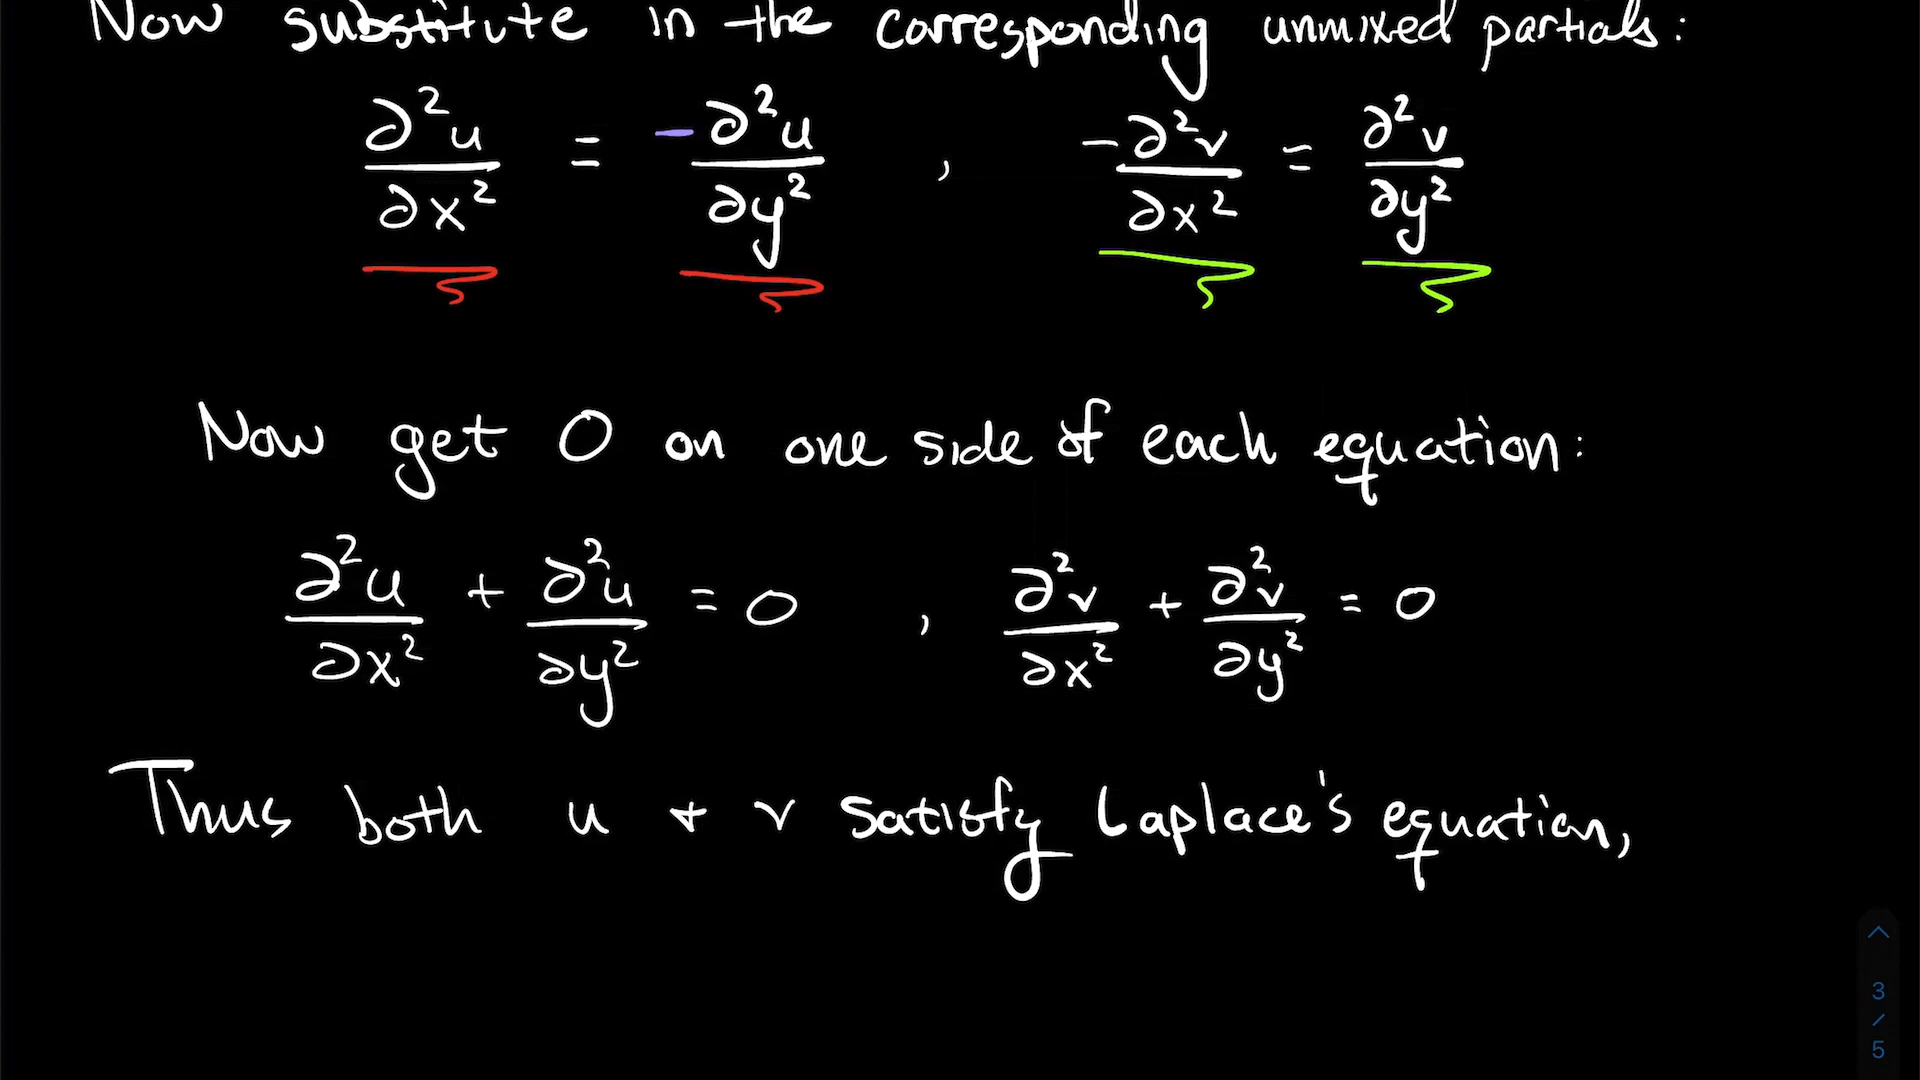 Now substitute in the corresponding unmixed partials:
∂²u/∂x² = -∂²u/∂y² , -∂²v/∂x² = ∂²v/∂y²
Now get 0 on one side of each equation:
∂²u/∂x² + ∂²u/∂y² = 0 , ∂²v/∂x² + ∂²v/∂y² = 0
Thus both u + v satisfy Laplace's equation,
3
/
5